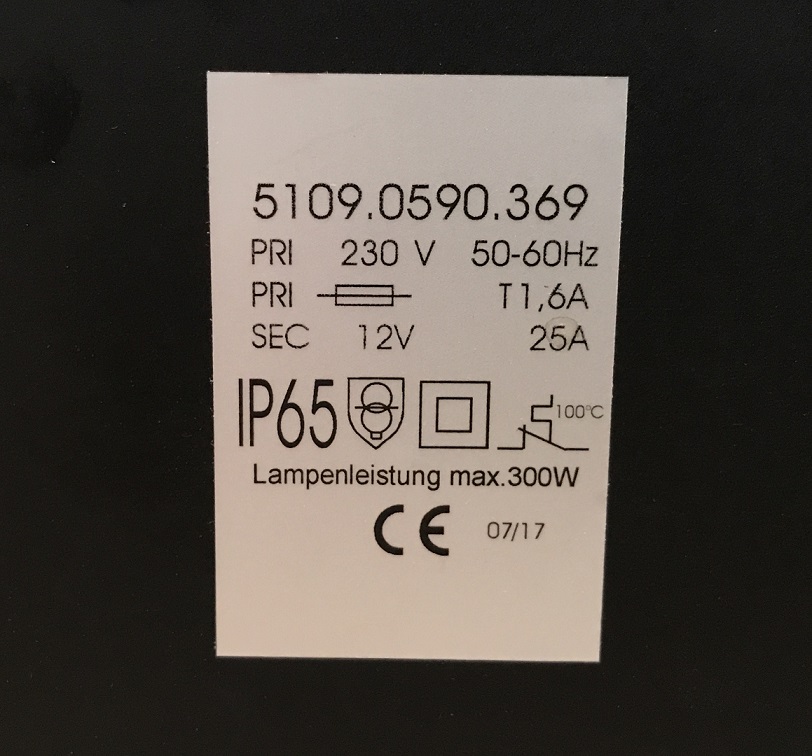 5109.0590.369
PRI 230 V 50-60Hz
PRI T1,6A
SEC 12V 25A
IP65 100°C
Lampenleistung max.300W
CE 07/17